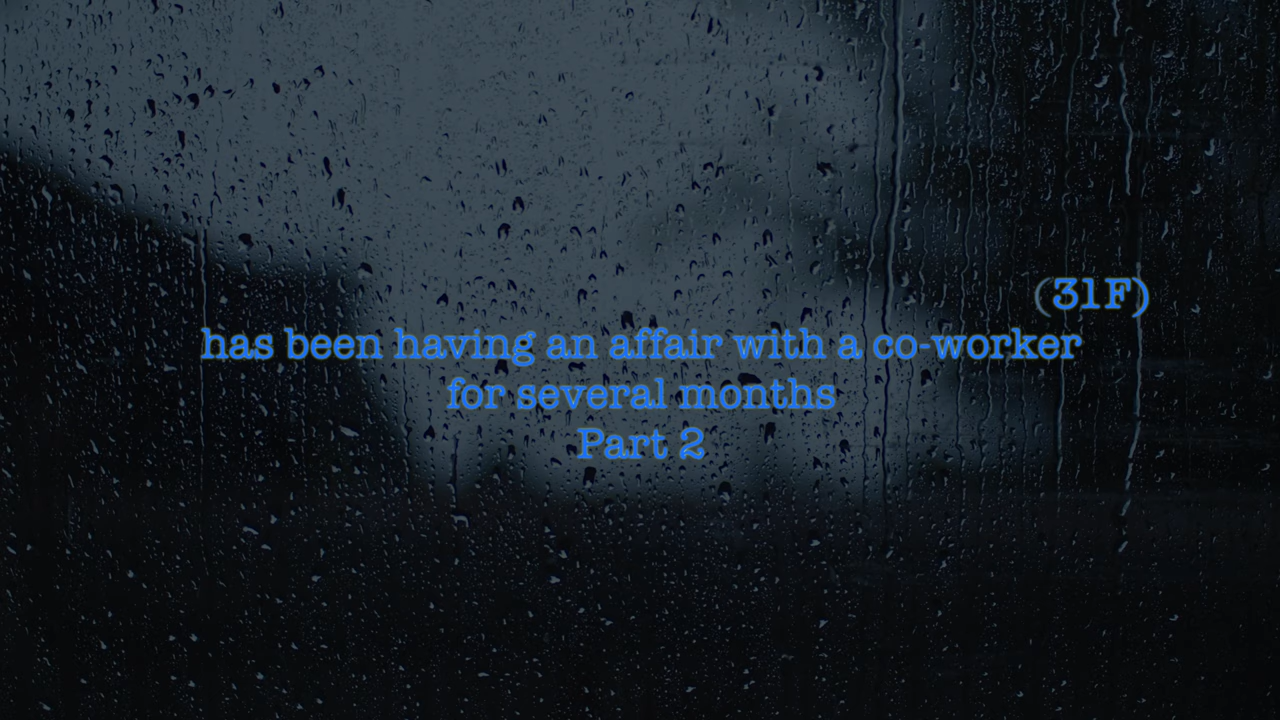 (31F)
has been having an affair with a co-worker
for several months
Part 2